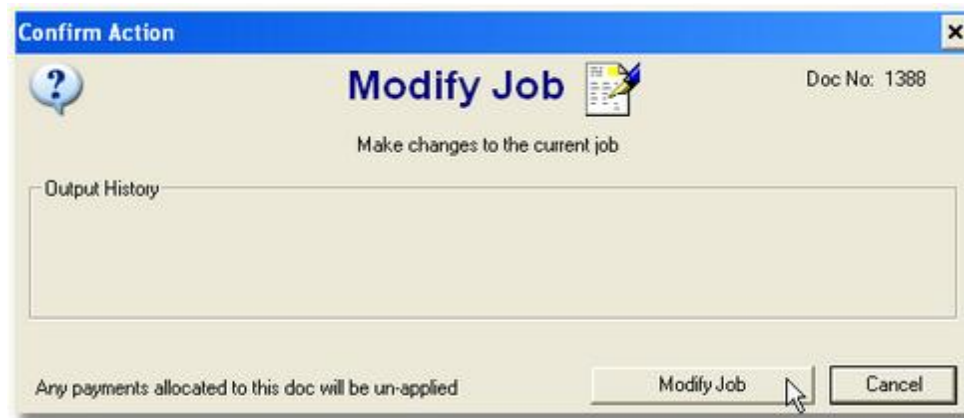 Confirm Action
Modify Job
Doc No: 1388
Make changes to the current job
Output History
Any payments allocated to this doc will be un-applied
Modify Job
Cancel